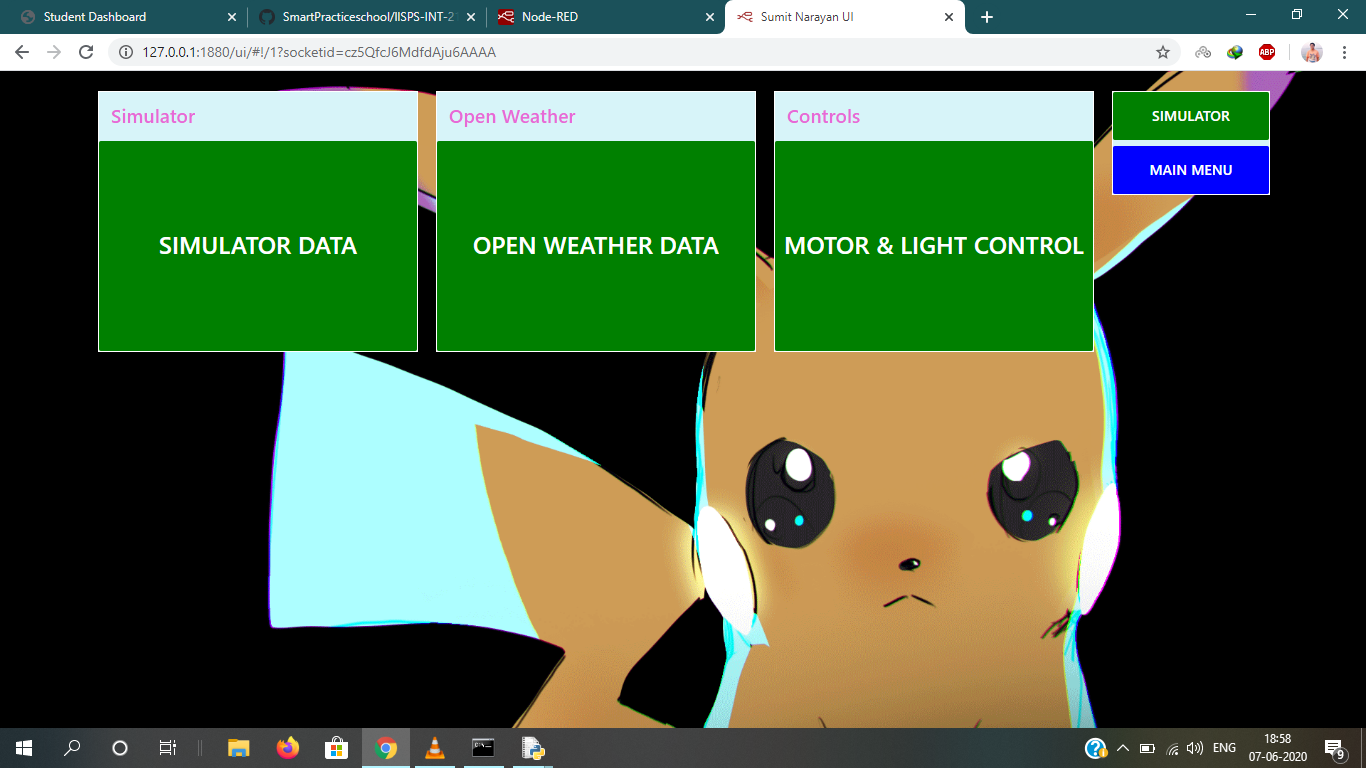 Student Dashboard
SmartPracticeschool/IISPS-INT-21
Node-RED
Sumit Narayan UI
127.0.0.1:1880/ui/#!/1?socketid=cz5QfcJ6MdfdAju6AAAA
ABP
Simulator
Open Weather
Controls
SIMULATOR
SIMULATOR DATA
OPEN WEATHER DATA
MOTOR & LIGHT CONTROL
MAIN MENU
ENG
18:58
07-06-2020
9